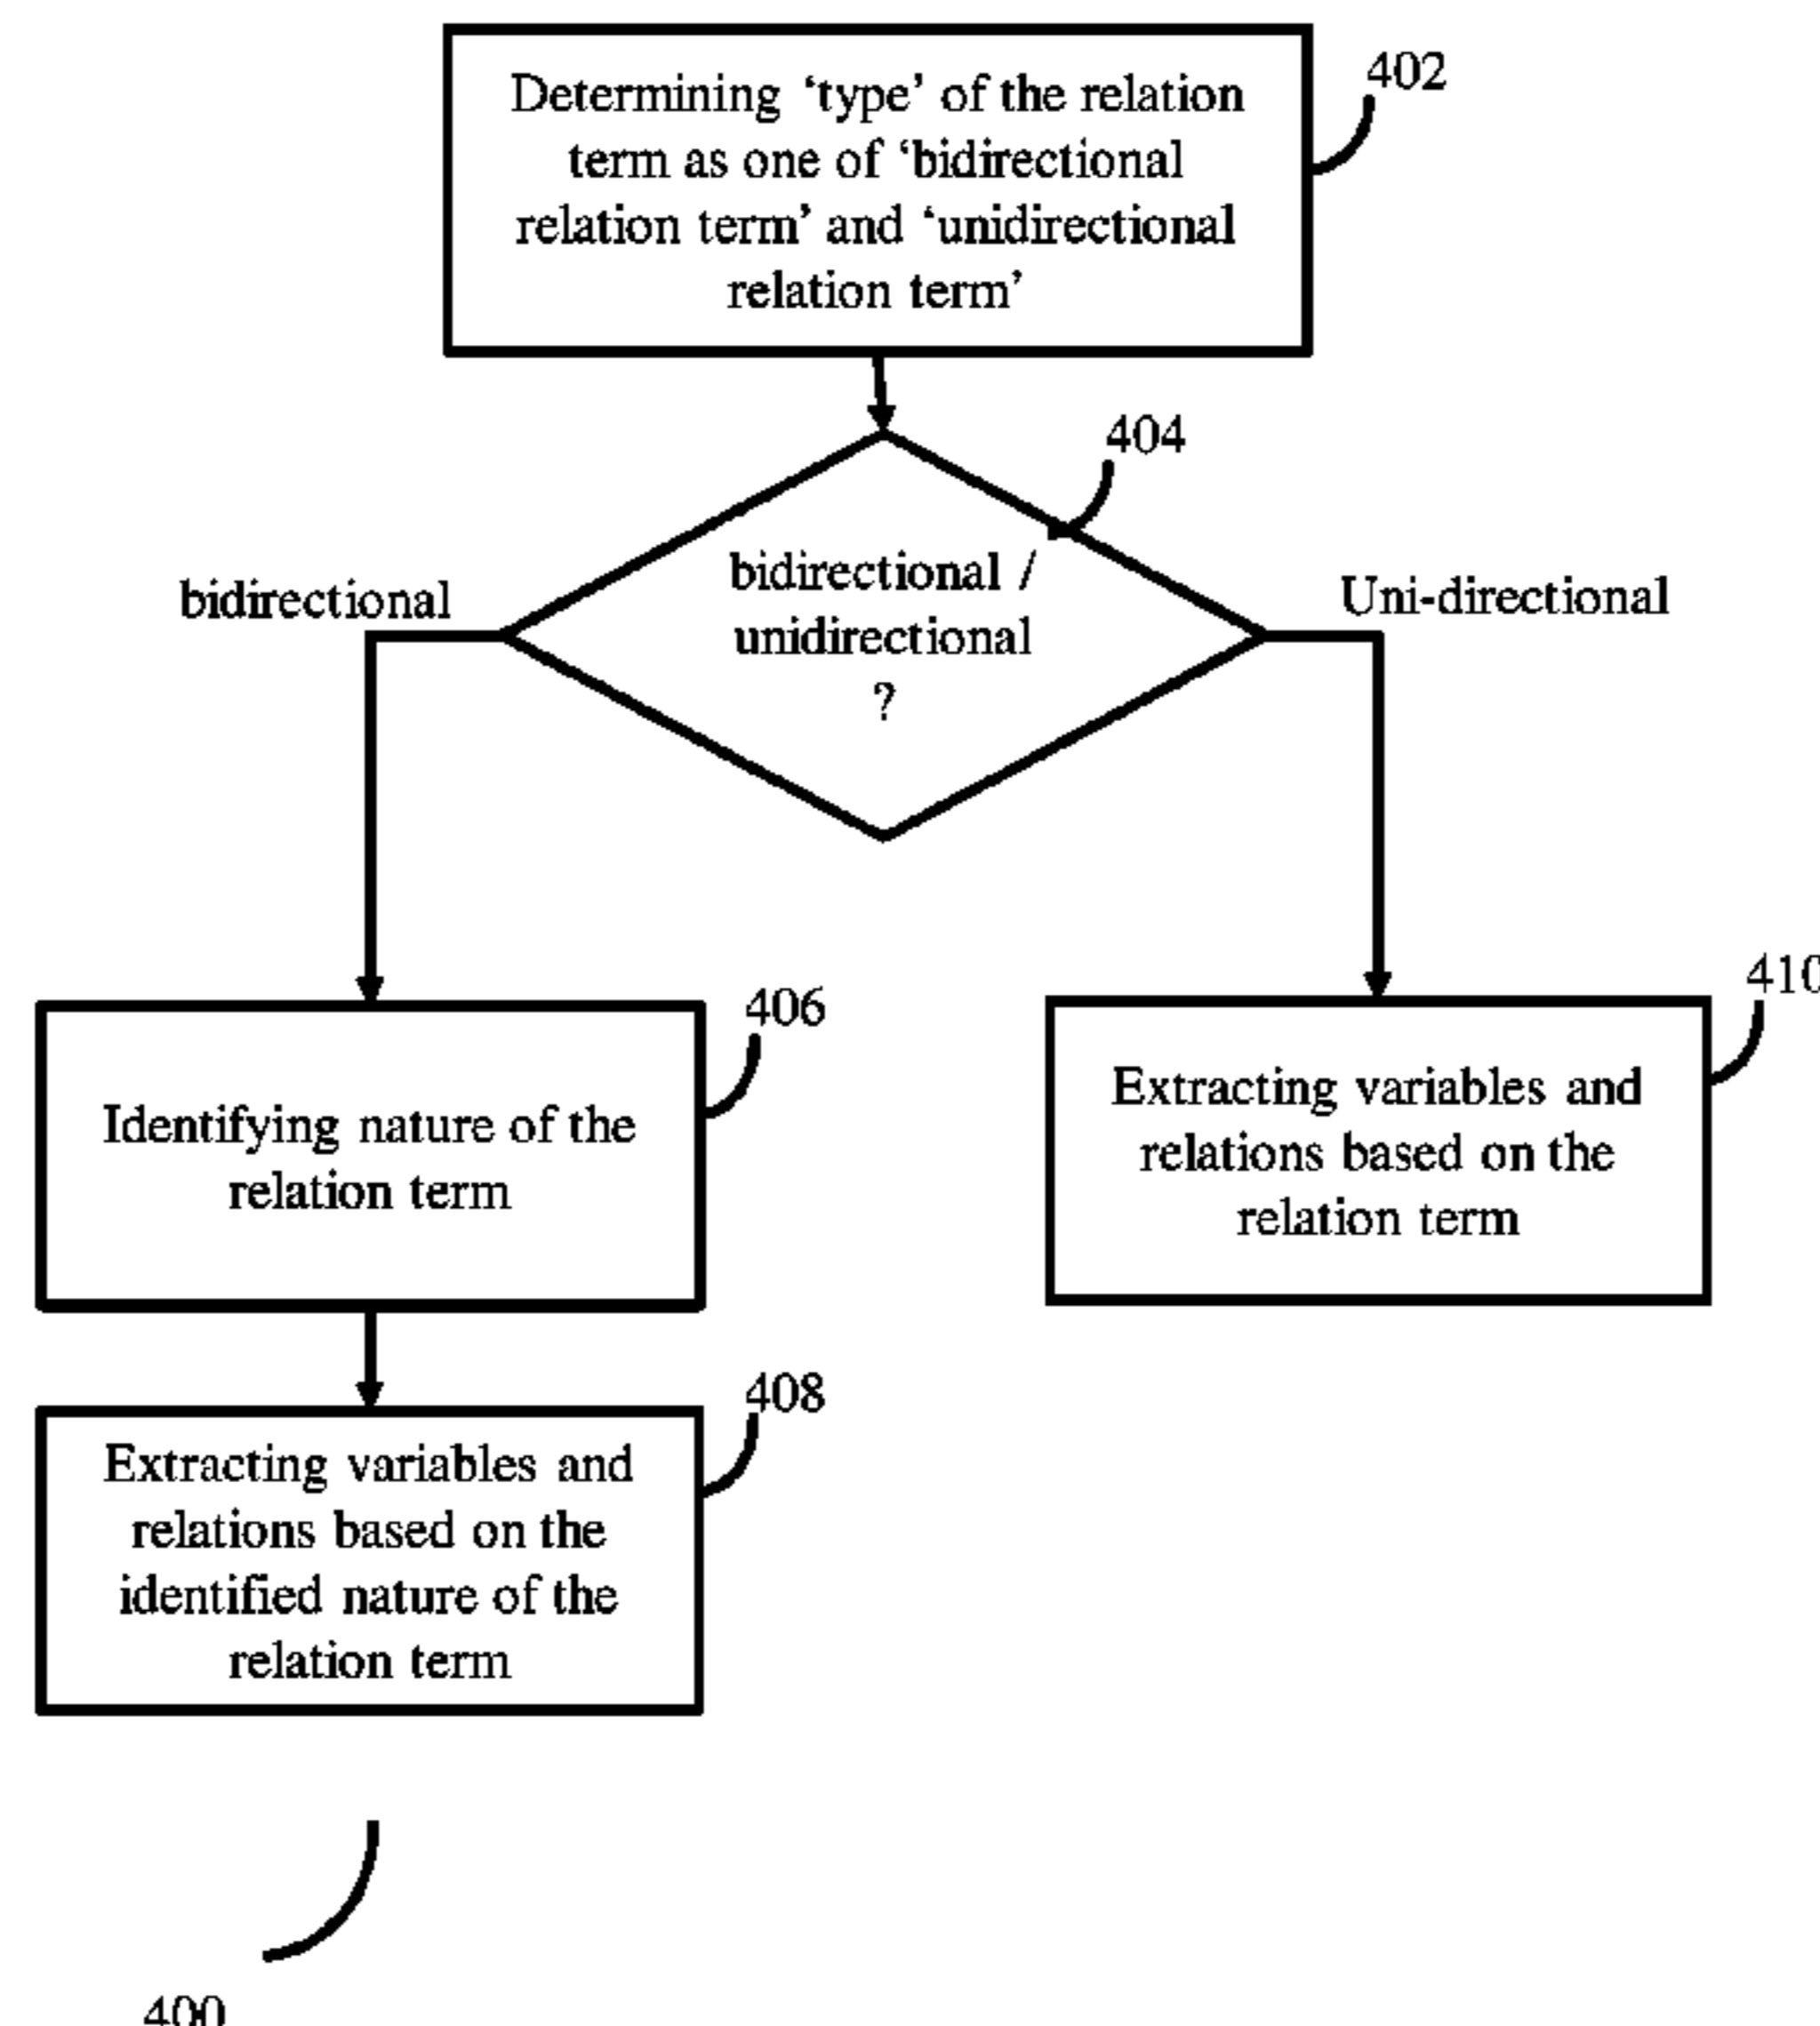 402
Determining ‘type’ of the relation
term as one of ‘bidirectional
relation term’ and ‘unidirectional
relation term’
404
bidirectional /
unidirectional
?
bidirectional
Uni-directional
406
Identifying nature of the
relation term
410
Extracting variables and
relations based on the
relation term
408
Extracting variables and
relations based on the
identified nature of the
relation term
400